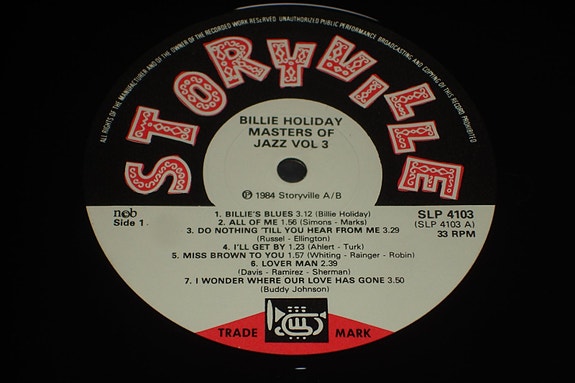 ALL RIGHTS OF THE MANUFACTURER AND OF THE OWNER OF THE RECORDED WORK RESERVED UNAUTHORIZED PUBLIC PERFORMANCE BROADCASTING AND COPYING OF THIS RECORD PROHIBITED
STORYVILLE
BILLIE HOLIDAY
MASTERS OF
JAZZ VOL 3
Ⓟ 1984 Storyville A/B
ncb
Side 1
SLP 4103
(SLP 4103 A)
33 RPM
1. BILLIE'S BLUES 3.12 (Billie Holiday)
2. ALL OF ME 1.56 (Simons - Marks)
3. DO NOTHING 'TILL YOU HEAR FROM ME 3.29
(Russel - Ellington)
4. I'LL GET BY 1.23 (Ahlert - Turk)
5. MISS BROWN TO YOU 1.57 (Whiting - Rainger - Robin)
6. LOVER MAN 2.39
(Davis - Ramirez - Sherman)
7. I WONDER WHERE OUR LOVE HAS GONE 3.50
(Buddy Johnson)
TRADE MARK